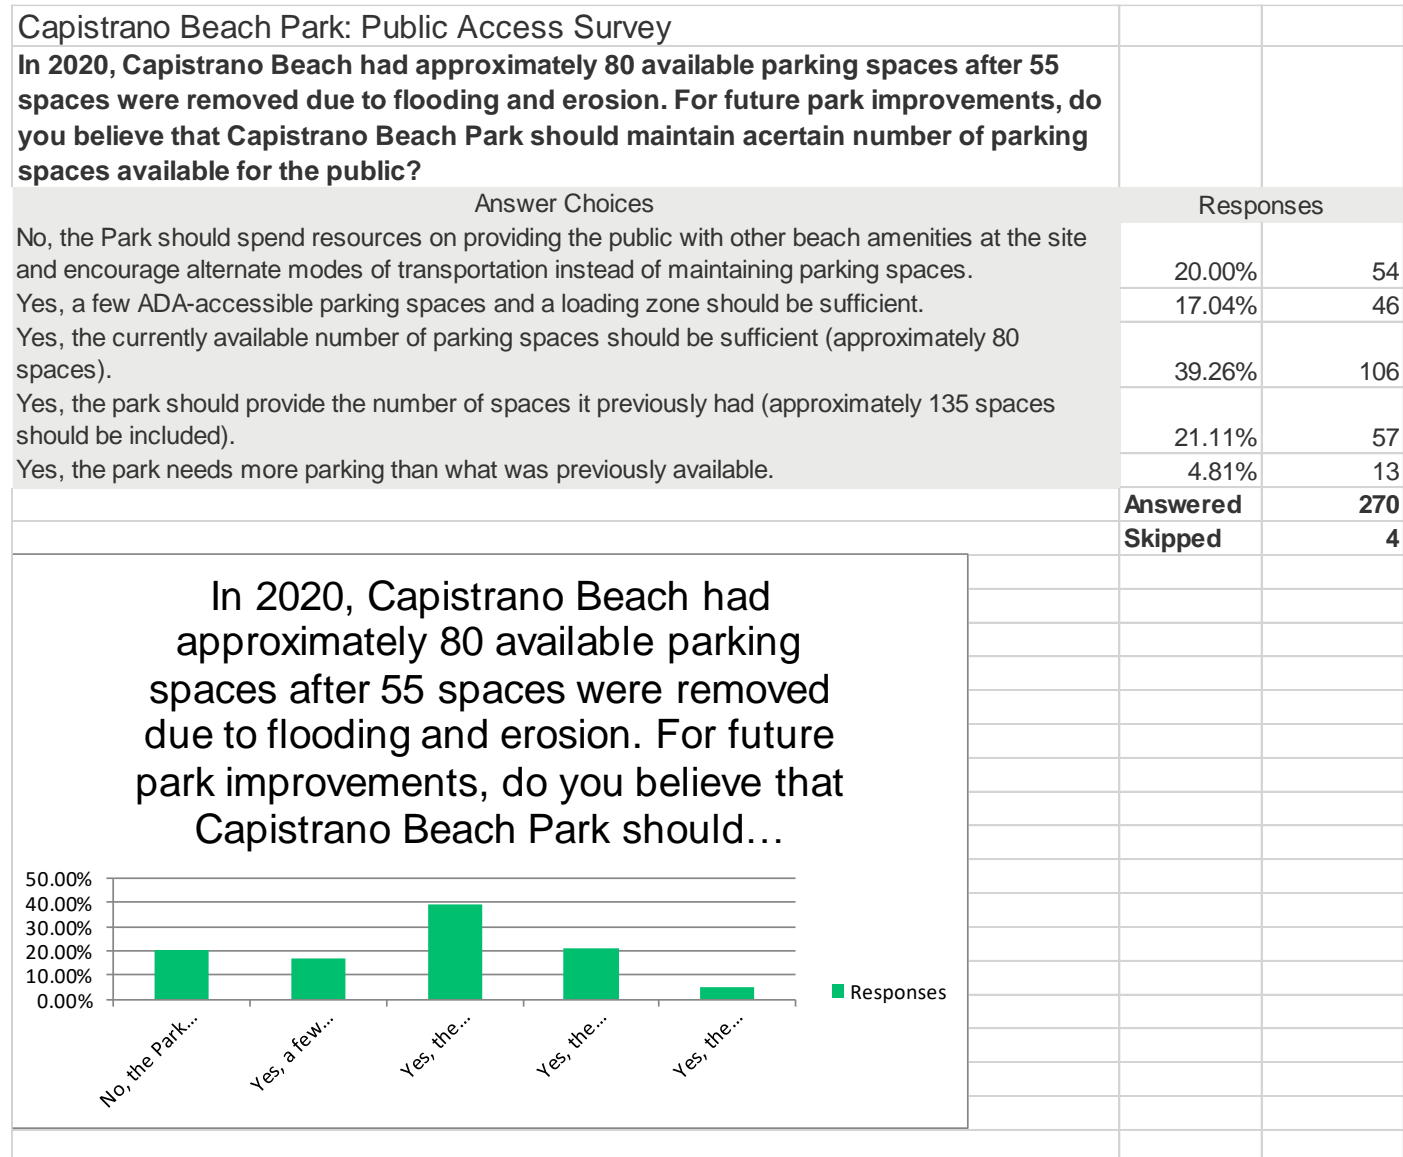 Capistrano Beach Park: Public Access Survey
In 2020, Capistrano Beach had approximately 80 available parking spaces after 55
spaces were removed due to flooding and erosion. For future park improvements, do
you believe that Capistrano Beach Park should maintain acertain number of parking
spaces available for the public?
Answer Choices Responses
No, the Park should spend resources on providing the public with other beach amenities at the site
and encourage alternate modes of transportation instead of maintaining parking spaces. 20.00% 54
Yes, a few ADA-accessible parking spaces and a loading zone should be sufficient. 17.04% 46
Yes, the currently available number of parking spaces should be sufficient (approximately 80
spaces). 39.26% 106
Yes, the park should provide the number of spaces it previously had (approximately 135 spaces
should be included). 21.11% 57
Yes, the park needs more parking than what was previously available. 4.81% 13
Answered 270
Skipped 4
In 2020, Capistrano Beach had
approximately 80 available parking
spaces after 55 spaces were removed
due to flooding and erosion. For future
park improvements, do you believe that
Capistrano Beach Park should…
50.00%
40.00%
30.00%
20.00%
10.00%
0.00%
Responses
No, the Park…
Yes, a few…
Yes, the…
Yes, the…
Yes, the…